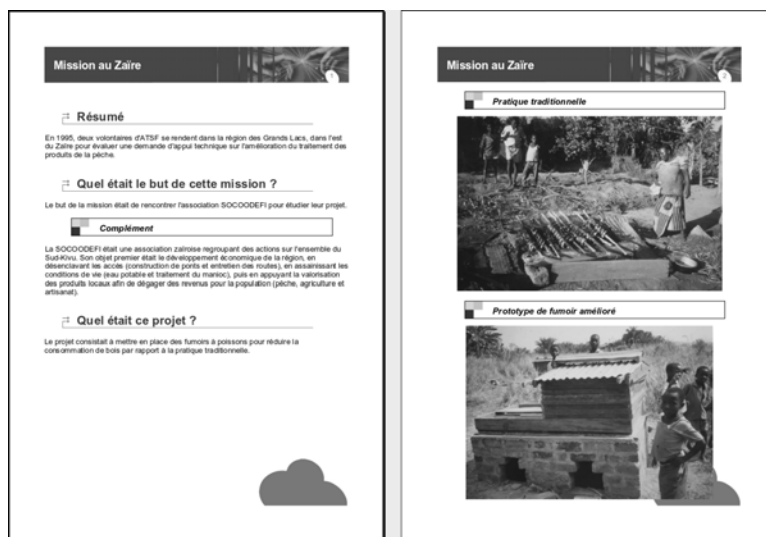 Mission au Zaïre
1
Résumé
En 1995, deux volontaires d'ATSF se rendent dans la région des Grands Lacs, dans l'est
du Zaïre pour évaluer une demande d'appui technique sur l'amélioration du traitement des
produits de la pêche.
Quel était le but de cette mission ?
Le but de la mission était de rencontrer l'association SOCOODEFI pour étudier leur projet.
Complément
La SOCOODEFI était une association zaïroise regroupant des actions sur l'ensemble du
Sud-Kivu. Son objet premier était le développement économique de la région, en
désenclavant les accès (construction de ponts et entretien des routes), en assainissant les
conditions de vie (eau potable et traitement du manioc), puis en appuyant la valorisation
des produits locaux afin de dégager des revenus pour la population (pêche, agriculture et
artisanat).
Quel était ce projet ?
Le projet consistait à mettre en place des fumoirs à poissons pour réduire la
consommation de bois par rapport à la pratique traditionnelle.
Mission au Zaïre
2
Pratique traditionnelle
Prototype de fumoir amélioré